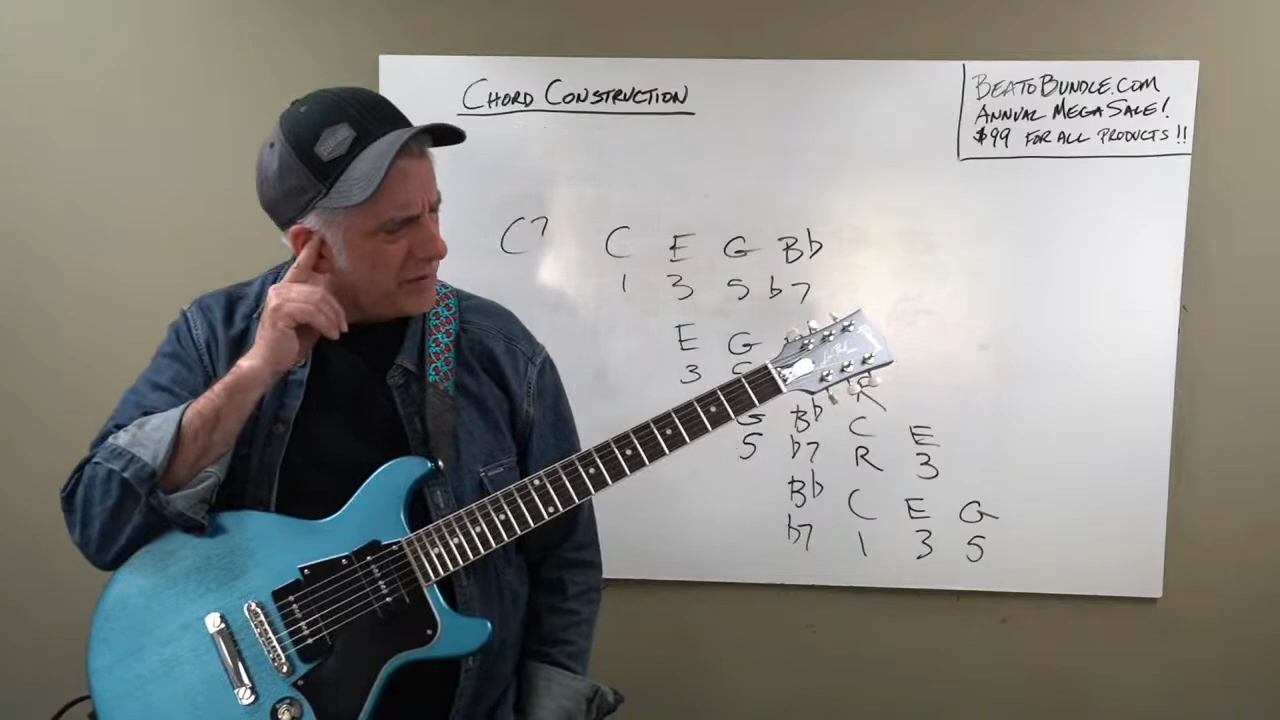 CHORD CONSTRUCTION
BEATOBUNDLE.COM
ANNUAL MEGA SALE!
$99 FOR ALL PRODUCTS!!
C7 C E G Bb
1 3 5 b7
E G
3
R
G Bb C E
5 b7 R 3
Bb C E G
b7 1 3 5